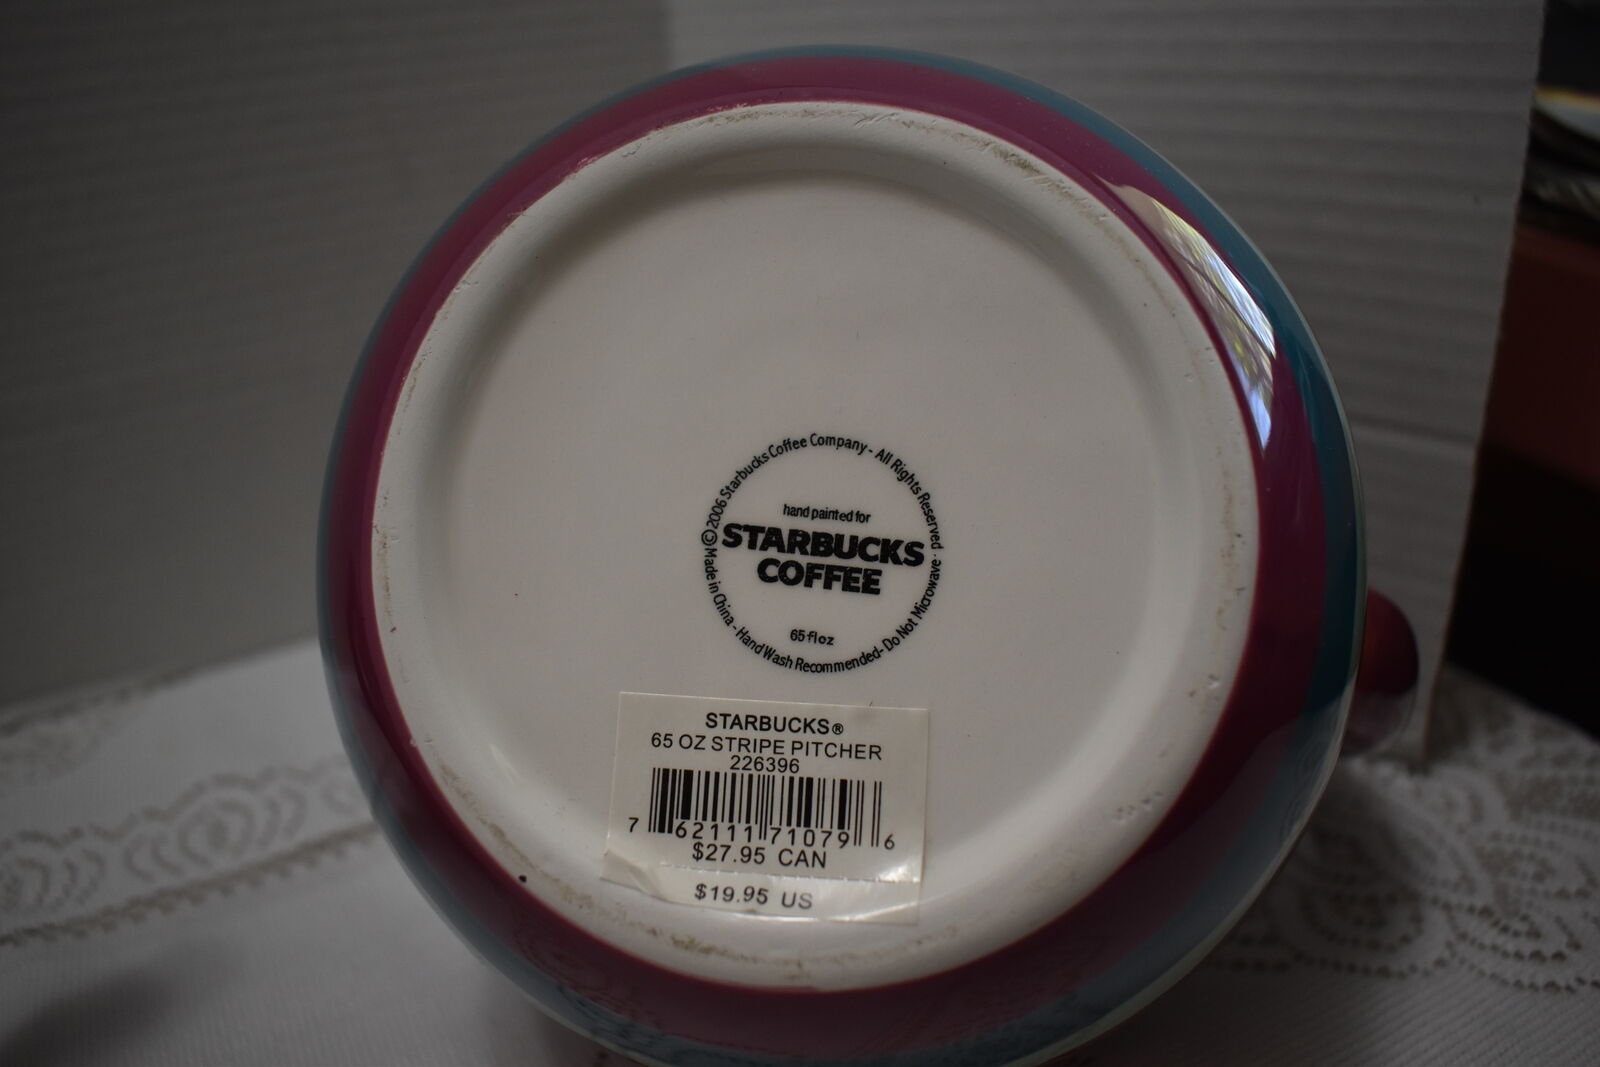 ©2006 Starbucks Coffee Company - All Rights Reserved · Made in China - Hand Wash Recommended- Do Not Microwave ·
hand painted for
STARBUCKS
COFFEE
65 fl oz
STARBUCKS®
65 OZ STRIPE PITCHER
226396
7 62111 71079 6
$27.95 CAN
$19.95 US